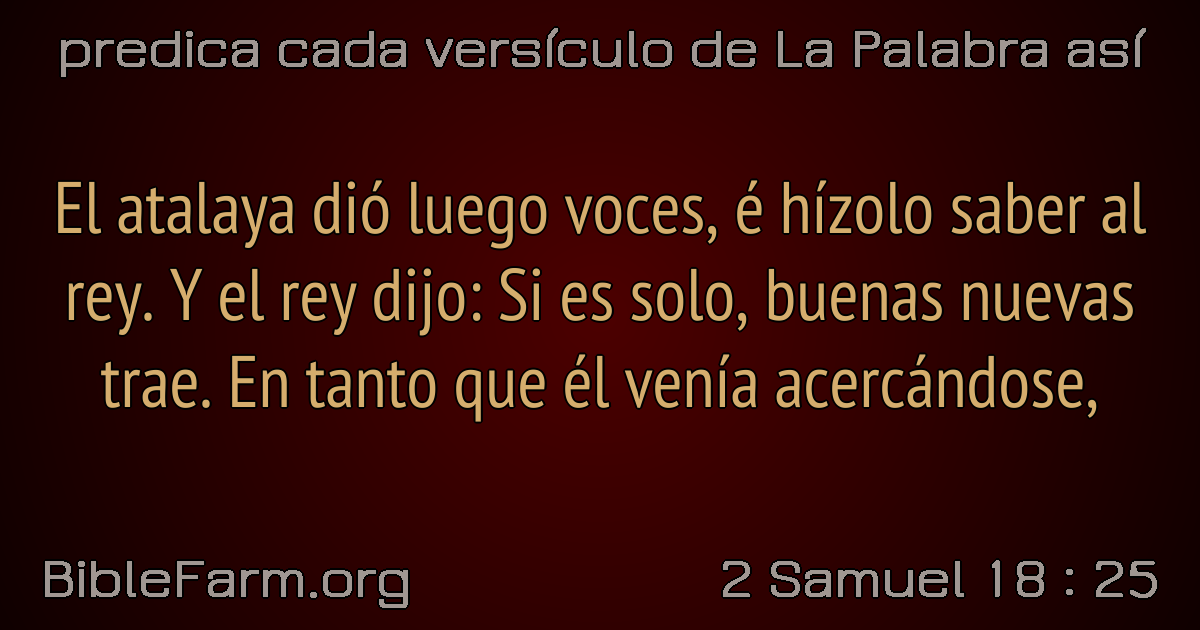 predica cada versículo de La Palabra así
El atalaya dió luego voces, é hízolo saber al
rey. Y el rey dijo: Si es solo, buenas nuevas
trae. En tanto que él venía acercándose,
BibleFarm.org
2 Samuel 18 : 25